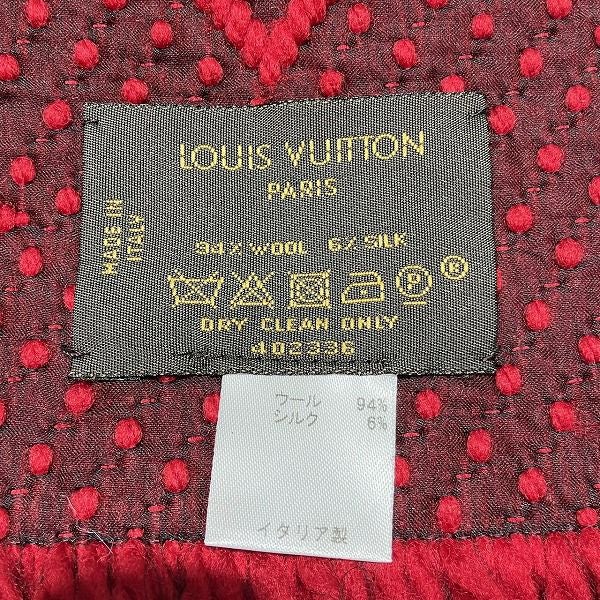 LOUIS VUITTON
PARIS
MADE IN
ITALY
94% WOOL 6% SILK
P
R
DRY CLEAN ONLY
402336
ウール 94%
シルク 6%
イタリア製